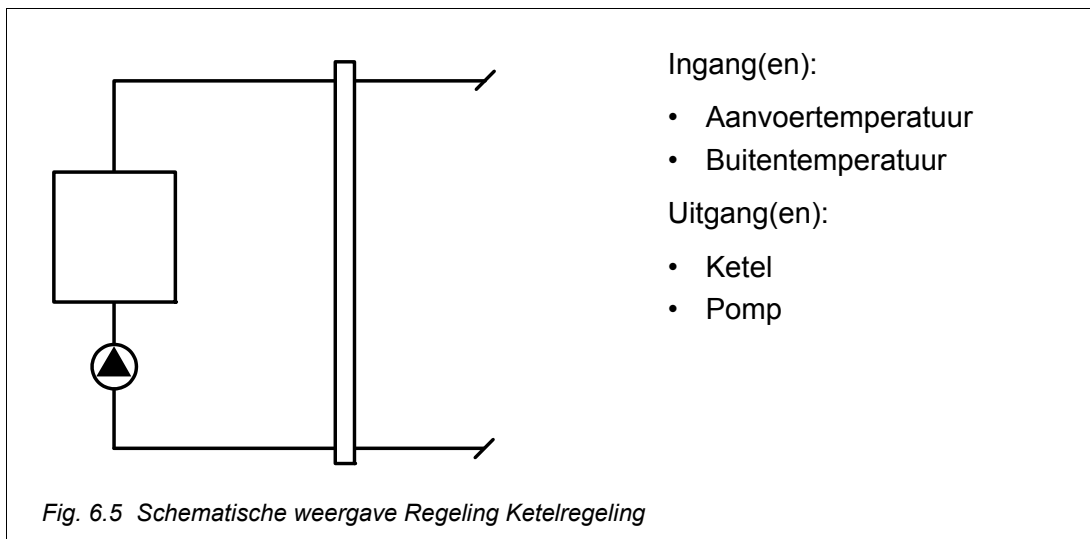 Ingang(en):
• Aanvoertemperatuur
• Buitentemperatuur
Uitgang(en):
• Ketel
• Pomp
Fig. 6.5 Schematische weergave Regeling Ketelregeling